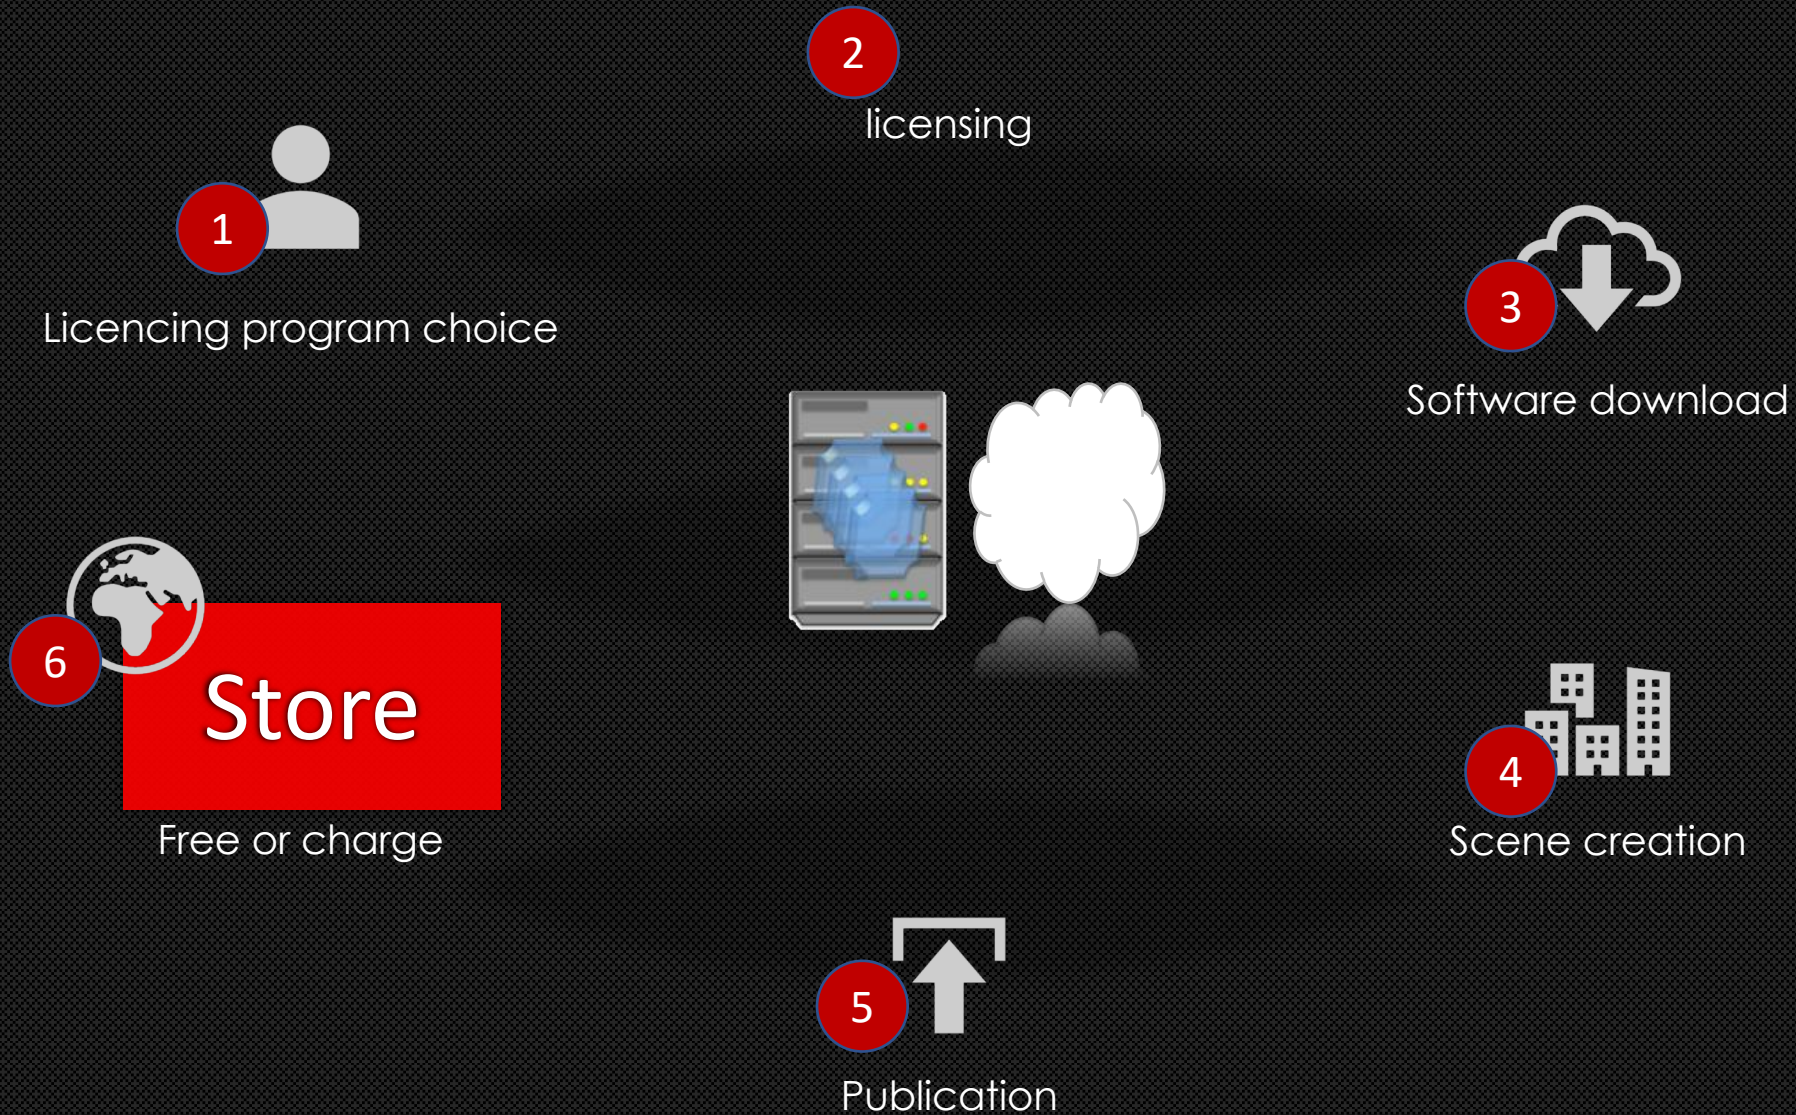 1
Licencing program choice
2
licensing
3
Software download
4
Scene creation
5
Publication
6
Store
Free or charge